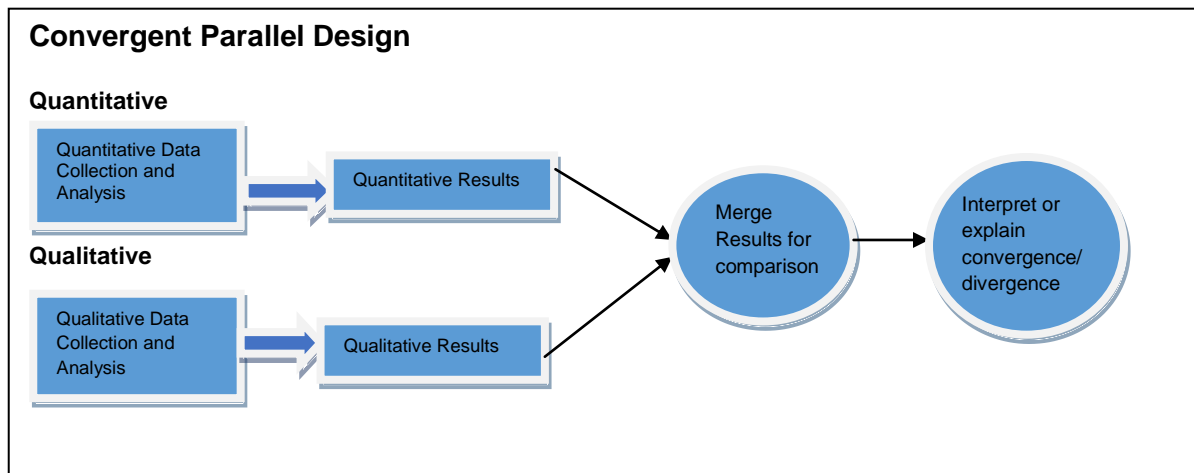 Convergent Parallel Design
Quantitative
Quantitative Data
Collection and
Analysis
Quantitative Results
Qualitative
Qualitative Data
Collection and
Analysis
Qualitative Results
Merge
Results for
comparison
Interpret or
explain
convergence/
divergence